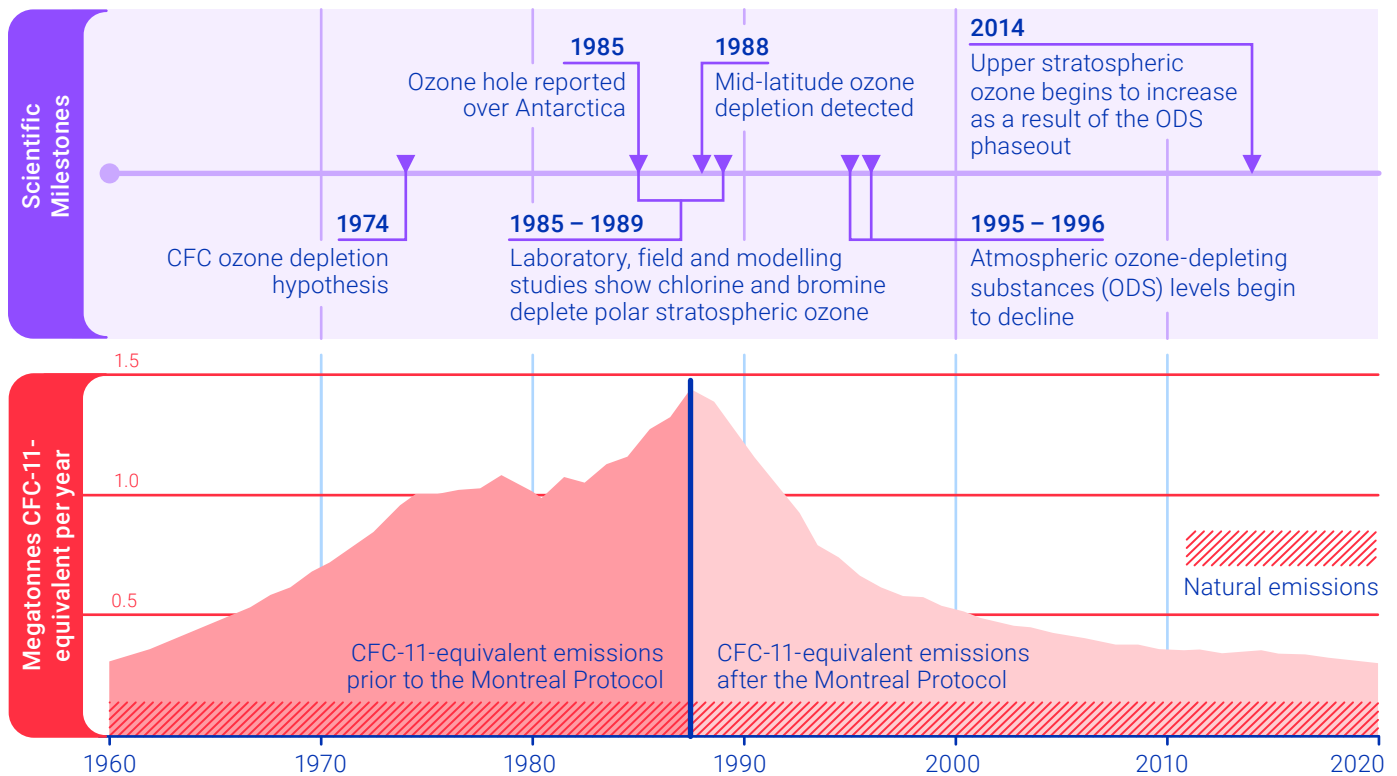 Scientific
Milestones
1985
Ozone hole reported
over Antarctica
1988
Mid-latitude ozone
depletion detected
2014
Upper stratospheric
ozone begins to increase
as a result of the ODS
phaseout
1974
CFC ozone depletion
hypothesis
1985 – 1989
Laboratory, field and modelling
studies show chlorine and bromine
deplete polar stratospheric ozone
1995 – 1996
Atmospheric ozone-depleting
substances (ODS) levels begin
to decline
Megatonnes CFC-11-
equivalent per year
1.5
1.0
0.5
Natural emissions
CFC-11-equivalent emissions
prior to the Montreal Protocol
CFC-11-equivalent emissions
after the Montreal Protocol
1960 1970 1980 1990 2000 2010 2020